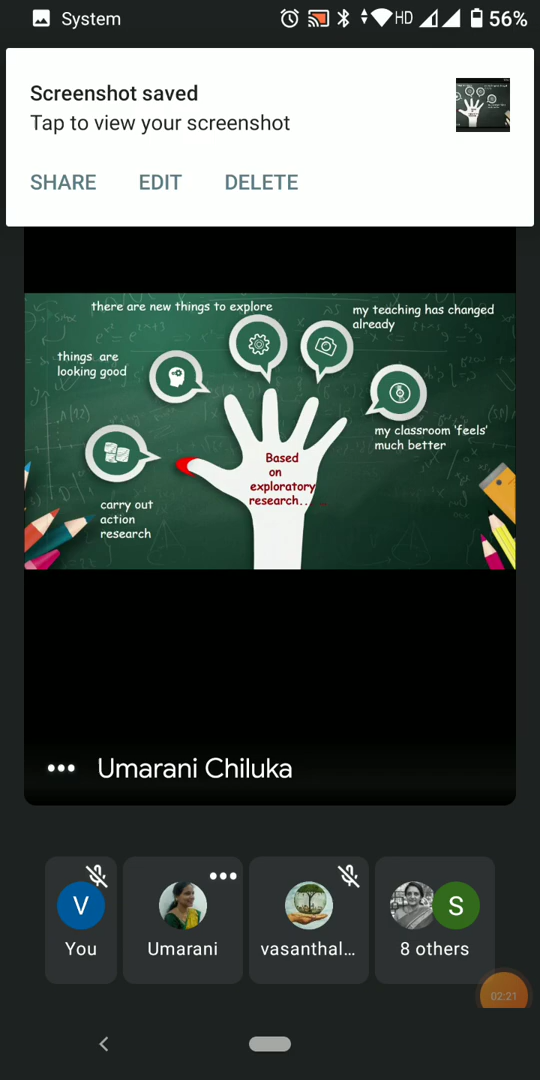 System
HD
56%
Screenshot saved
Tap to view your screenshot
SHARE EDIT DELETE
there are new things to explore
my teaching has changed
already
things are
looking good
my classroom 'feels'
much better
Based
on
exploratory
research.....
carry out
action
research
Umarani Chiluka
V
S
You
Umarani
vasanthal...
8 others
02:21